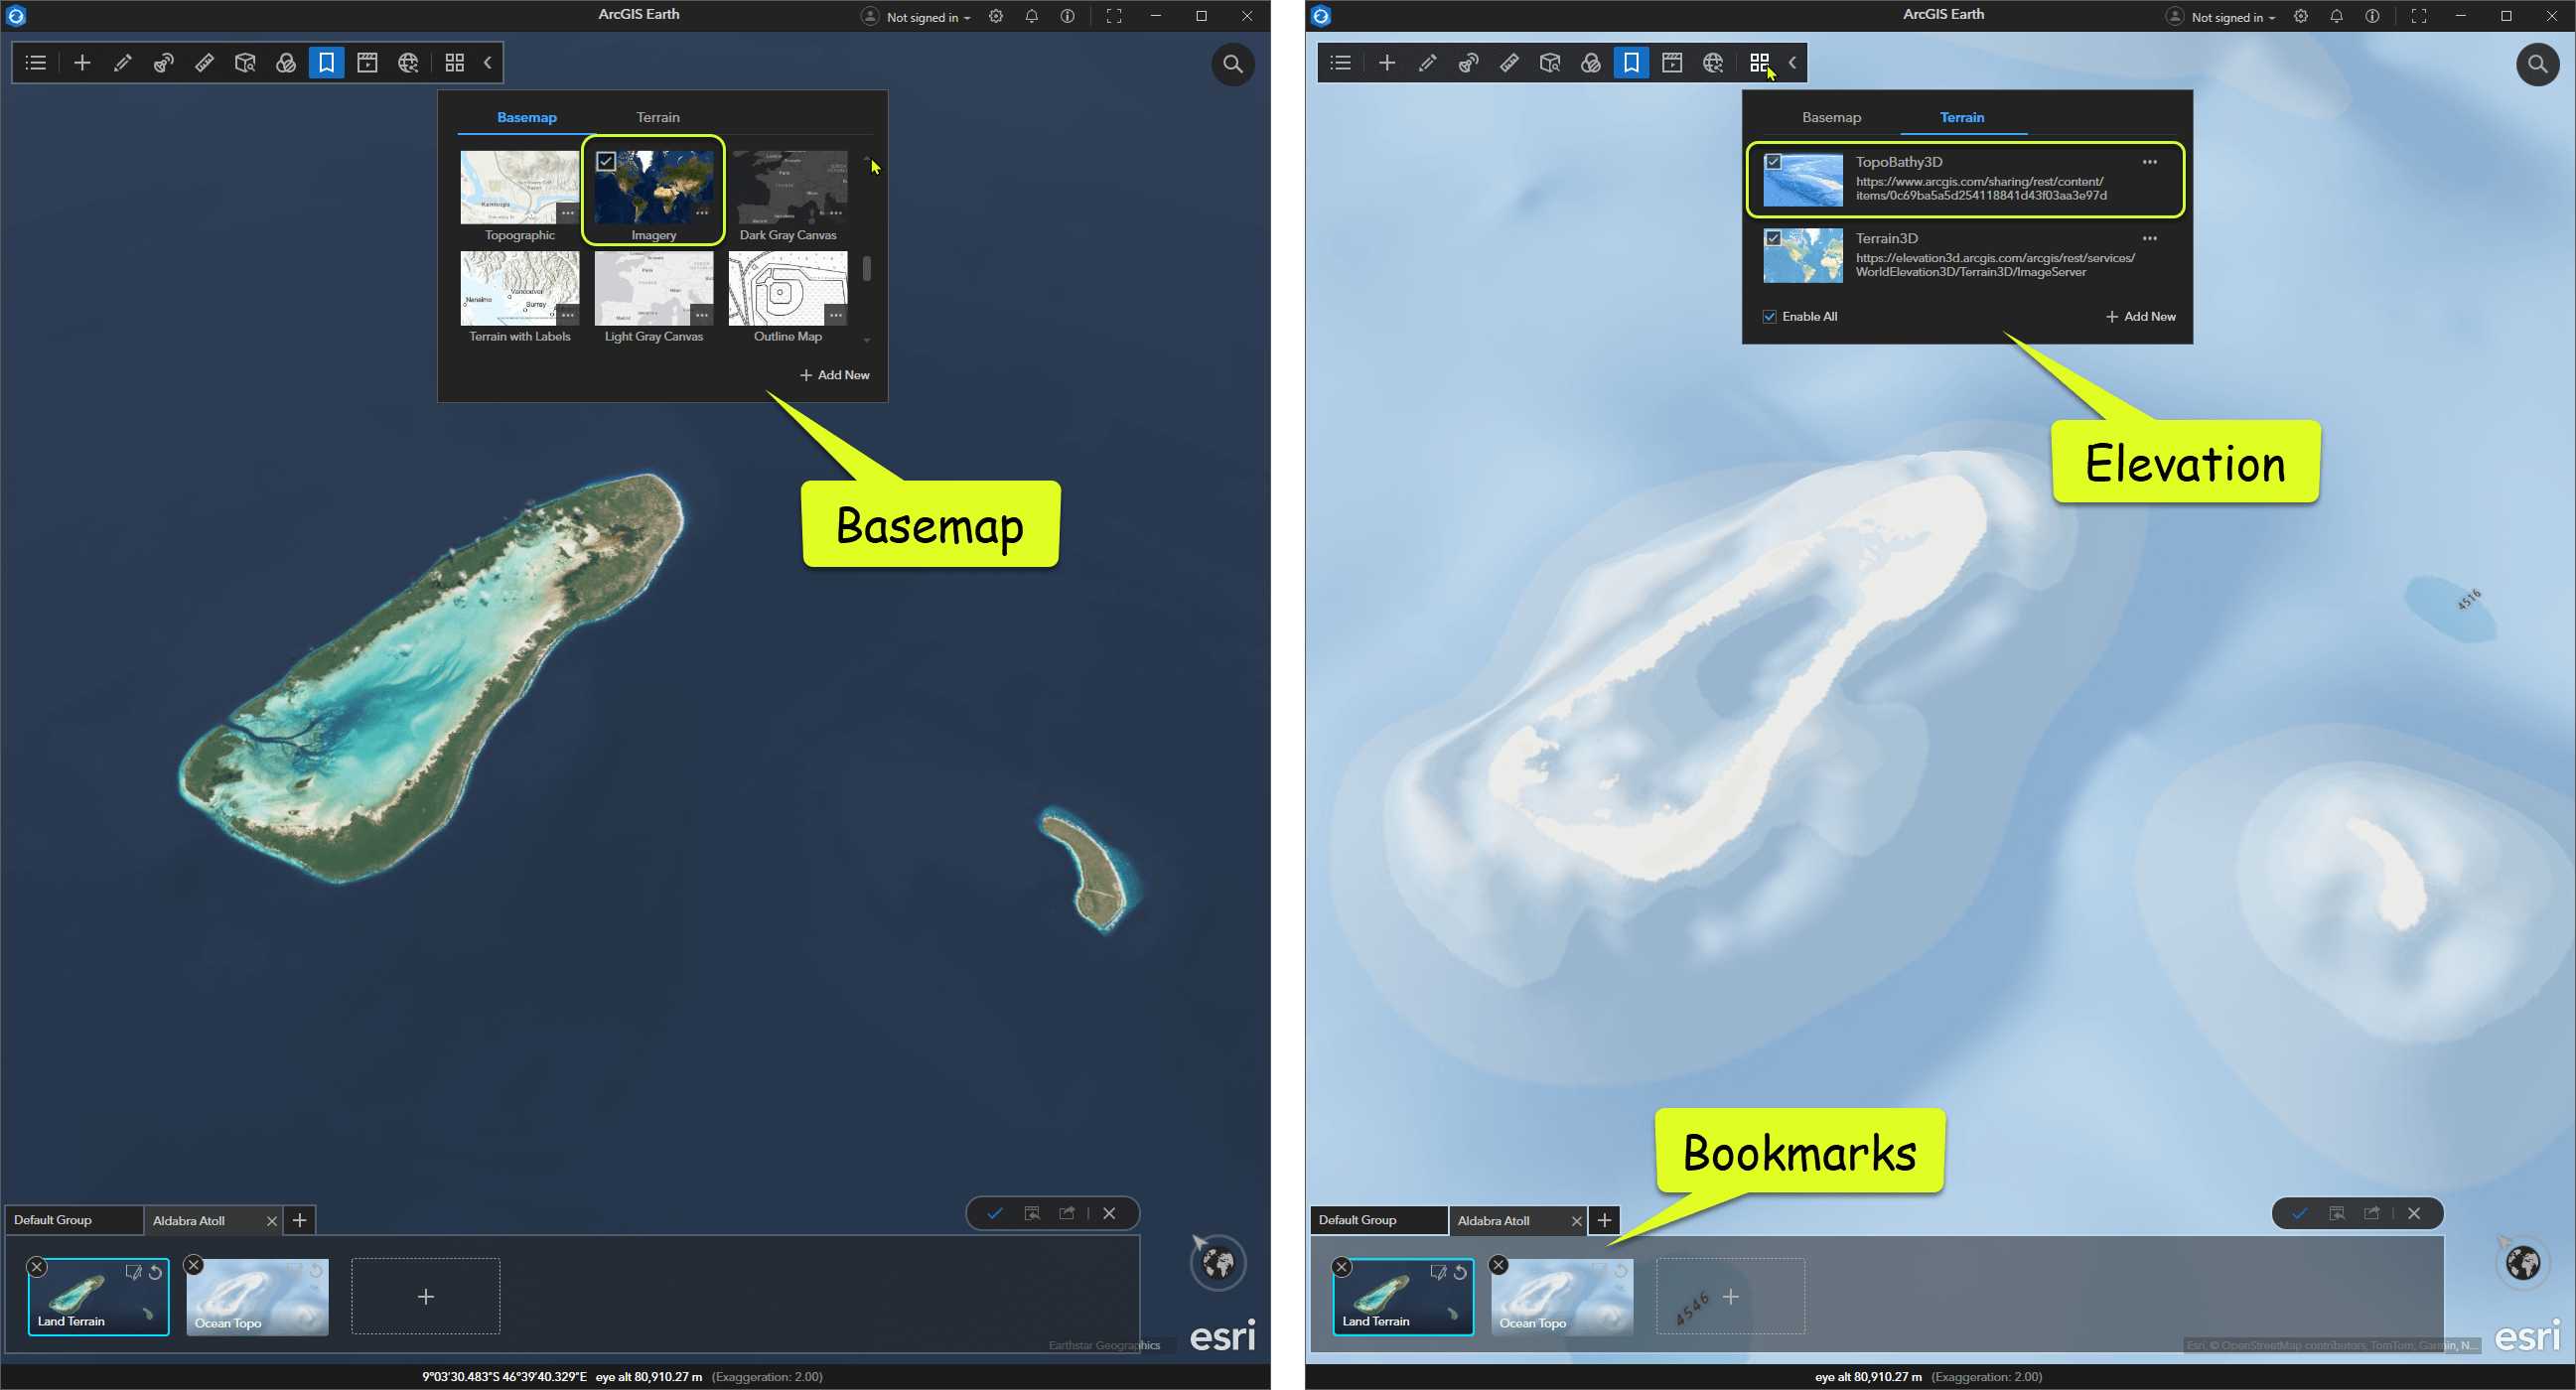 ArcGIS Earth
Not signed in
Basemap
Terrain
Topographic
Imagery
Dark Gray Canvas
Terrain with Labels
Light Gray Canvas
Outline Map
Add New
Basemap
Default Group
Aldabra Atoll
Land Terrain
Ocean Topo
Earthstar Geographics
esri
9°03'30.483"S 46°39'40.329"E eye alt 80,910.27 m (Exaggeration: 2.00)
ArcGIS Earth
Not signed in
Basemap
Terrain
TopoBathy3D
https://www.arcgis.com/sharing/rest/content/
items/0c69ba5a5d254118841d43f03aa3e97d
Terrain3D
https://elevation3d.arcgis.com/arcgis/rest/services/
WorldElevation3D/Terrain3D/ImageServer
Enable All
Add New
Elevation
4516
Bookmarks
Default Group
Aldabra Atoll
Land Terrain
Ocean Topo
4546
Esri, © OpenStreetMap contributors, TomTom, Garmin, N...
esri
eye alt 80,910.27 m (Exaggeration: 2.00)